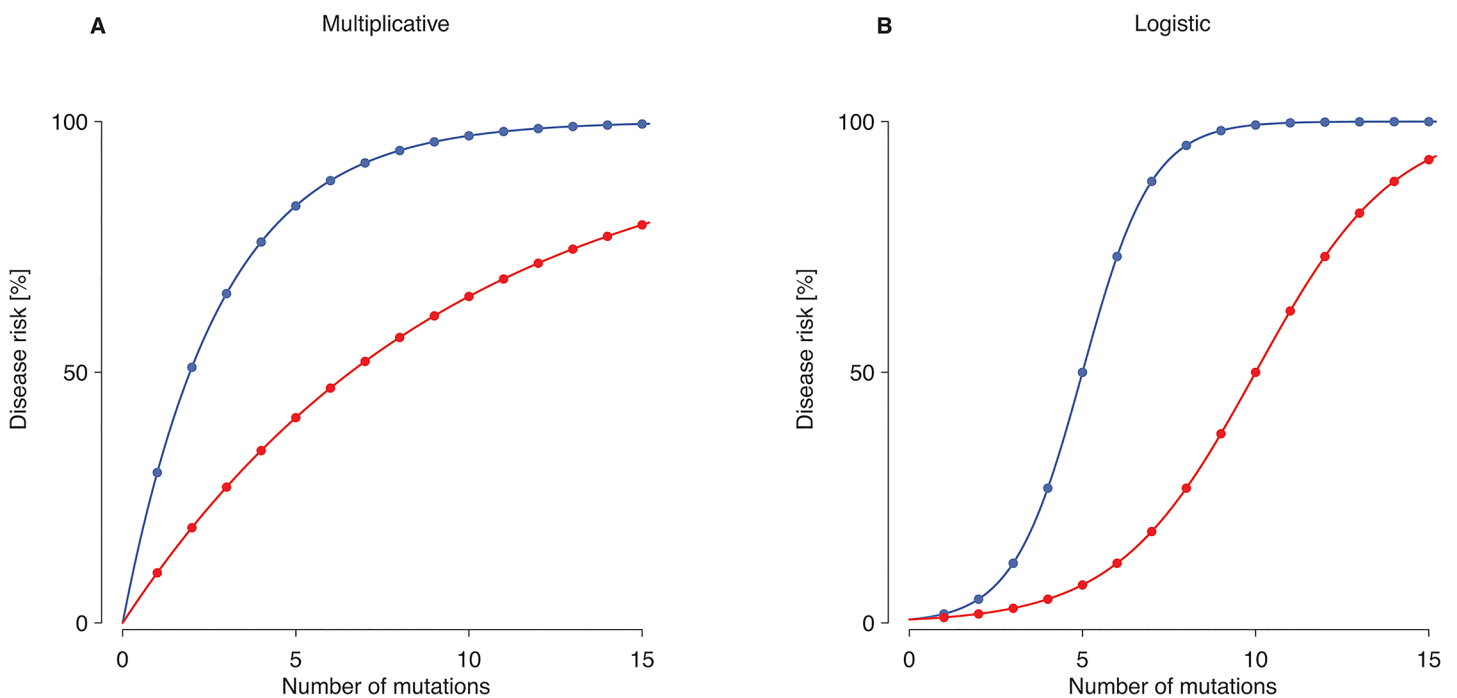 A
Multiplicative
100
50
0
Disease risk [%]
0 5 10 15
Number of mutations
B
Logistic
100
50
0
Disease risk [%]
0 5 10 15
Number of mutations